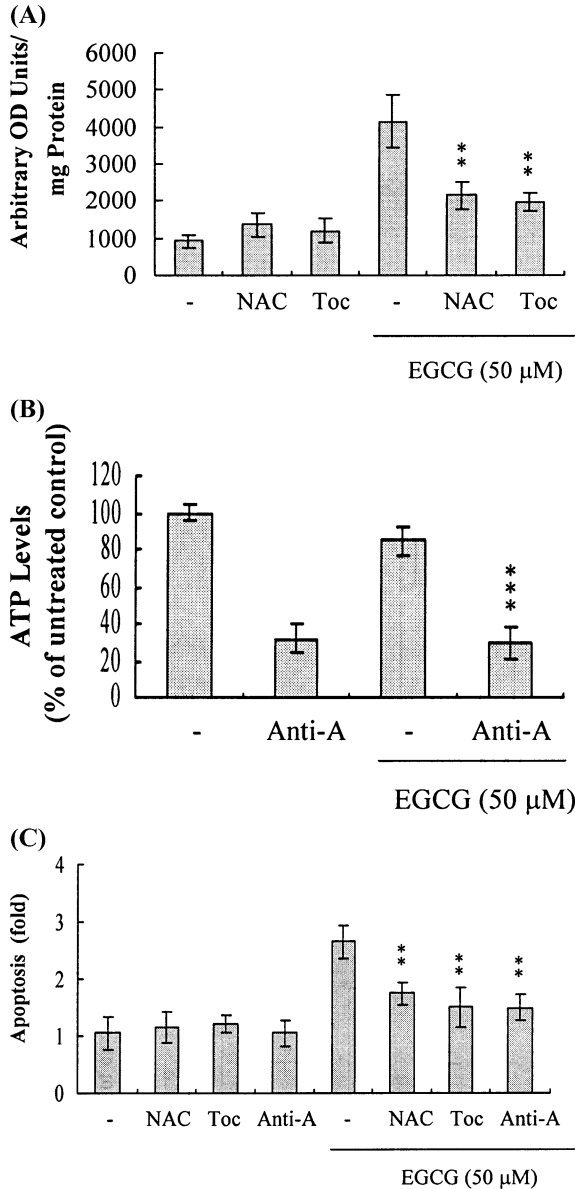 (A)
Arbitrary OD Units/
mg Protein
6000
5000
4000
3000
2000
1000
0
**
**
- NAC Toc - NAC Toc
EGCG (50 μM)
(B)
ATP Levels
(% of untreated control)
120
100
80
60
40
20
0
***
- Anti-A - Anti-A
EGCG (50 μM)
(C)
Apoptosis (fold)
4
3
2
1
0
**
**
**
- NAC Toc Anti-A - NAC Toc Anti-A
EGCG (50 μM)